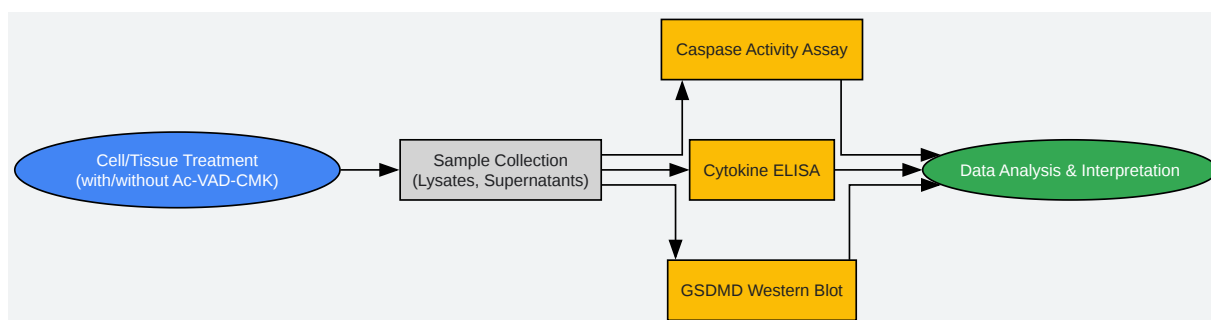 Cell/Tissue Treatment
(with/without Ac-VAD-CMK)
Sample Collection
(Lysates, Supernatants)
Caspase Activity Assay
Cytokine ELISA
GSDMD Western Blot
Data Analysis & Interpretation